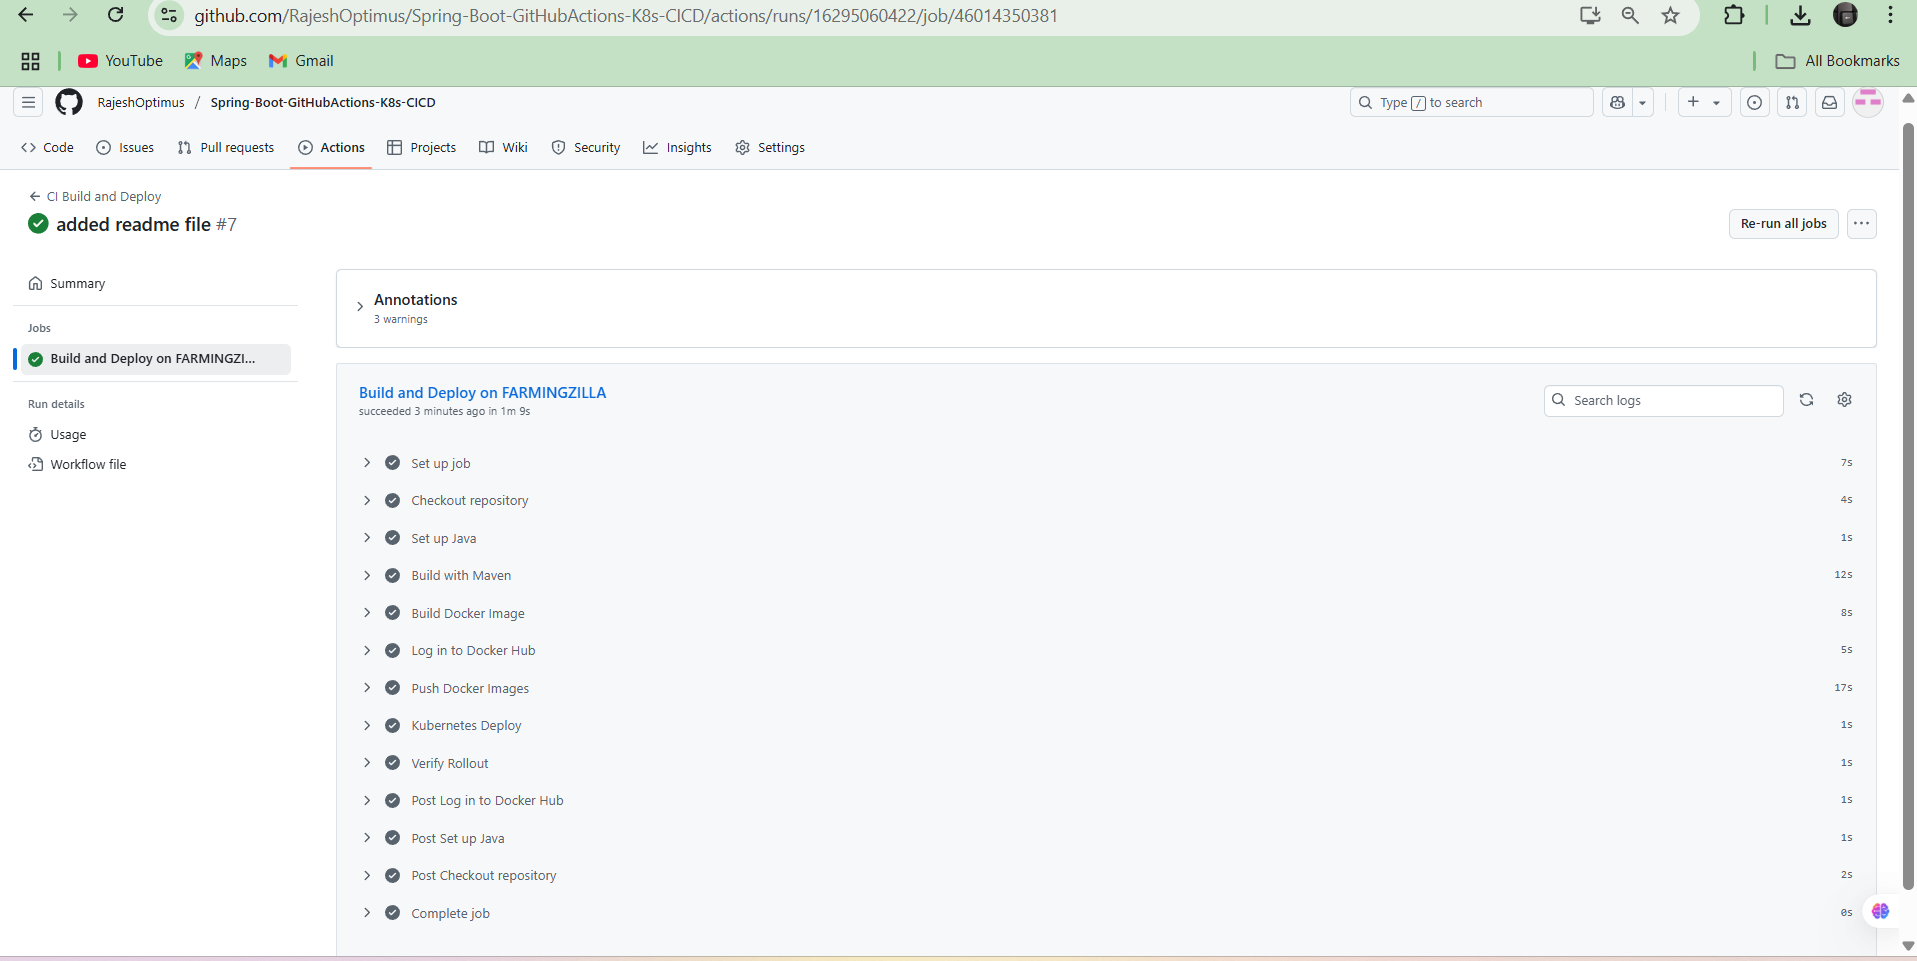 github.com/RajeshOptimus/Spring-Boot-GitHubActions-K8s-CICD/actions/runs/16295060422/job/46014350381
YouTube Maps Gmail All Bookmarks
RajeshOptimus / Spring-Boot-GitHubActions-K8s-CICD Type / to search
Code Issues Pull requests Actions Projects Wiki Security Insights Settings
CI Build and Deploy
added readme file #7 Re-run all jobs
Summary
Jobs
Build and Deploy on FARMINGZI...
Run details
Usage
Workflow file
Annotations
3 warnings
Build and Deploy on FARMINGZILLA
succeeded 3 minutes ago in 1m 9s
Search logs
Set up job 7s
Checkout repository 4s
Set up Java 1s
Build with Maven 12s
Build Docker Image 8s
Log in to Docker Hub 5s
Push Docker Images 17s
Kubernetes Deploy 1s
Verify Rollout 1s
Post Log in to Docker Hub 1s
Post Set up Java 1s
Post Checkout repository 2s
Complete job 0s